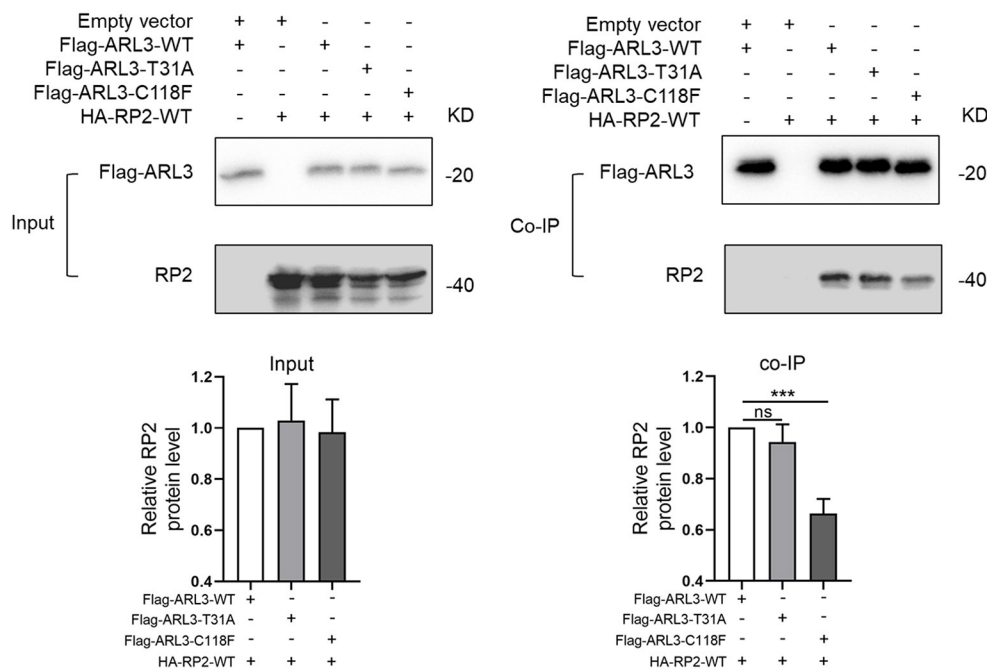 Empty vector + + - - -
Flag-ARL3-WT + - + - -
Flag-ARL3-T31A - - - + -
Flag-ARL3-C118F - - - - +
HA-RP2-WT - + + + + KD
Flag-ARL3 -20
Input
RP2 -40
Empty vector + + - - -
Flag-ARL3-WT + - + - -
Flag-ARL3-T31A - - - + -
Flag-ARL3-C118F - - - - +
HA-RP2-WT - + + + + KD
Flag-ARL3 -20
Co-IP
RP2 -40
Input
Relative RP2
protein level
1.2
1.0
0.8
0.6
0.4
Flag-ARL3-WT + - -
Flag-ARL3-T31A - + -
Flag-ARL3-C118F - - +
HA-RP2-WT + + +
co-IP
Relative RP2
protein level
1.2
1.0
0.8
0.6
0.4
***
ns
Flag-ARL3-WT + - -
Flag-ARL3-T31A - + -
Flag-ARL3-C118F - - +
HA-RP2-WT + + +